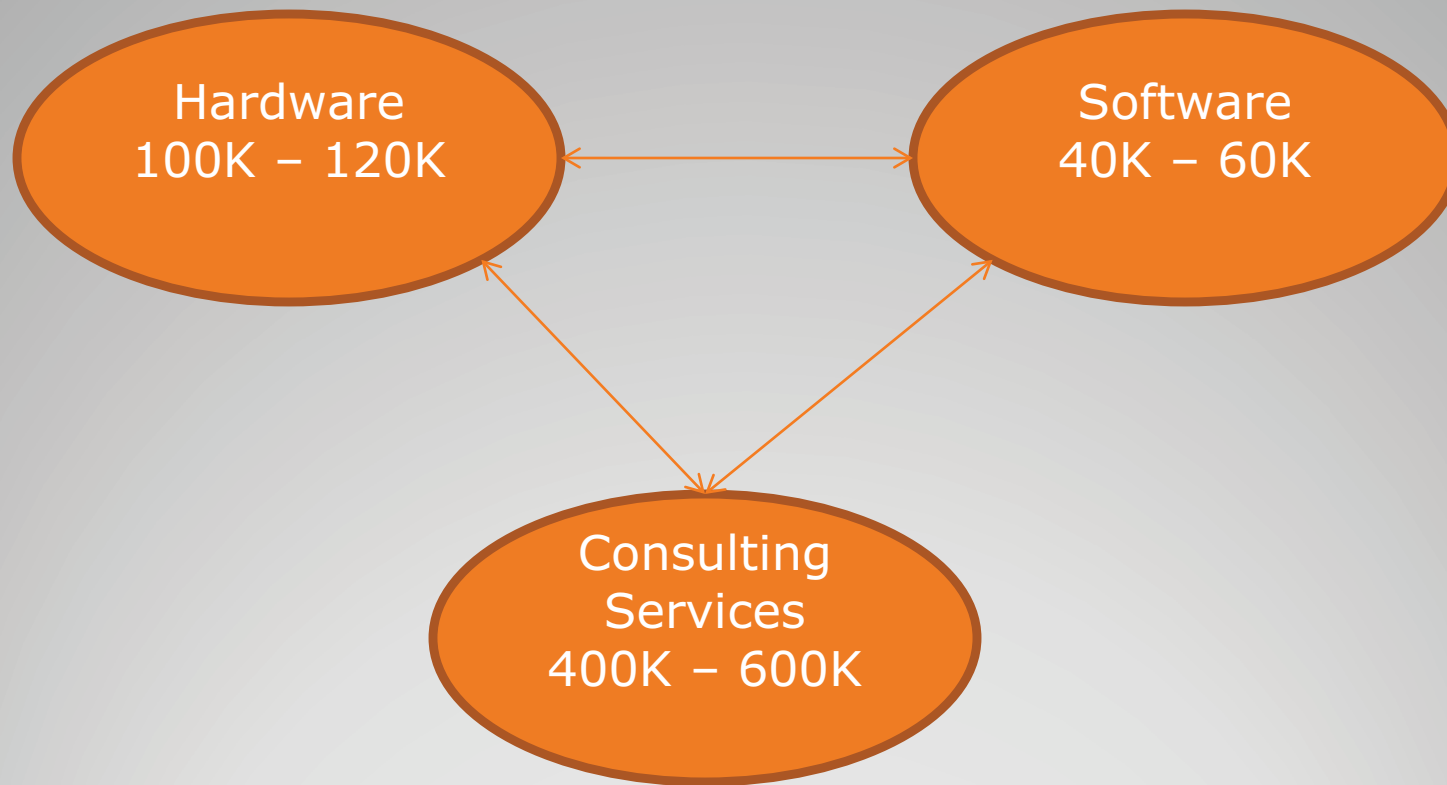 Hardware
100K – 120K
Software
40K – 60K
Consulting
Services
400K – 600K